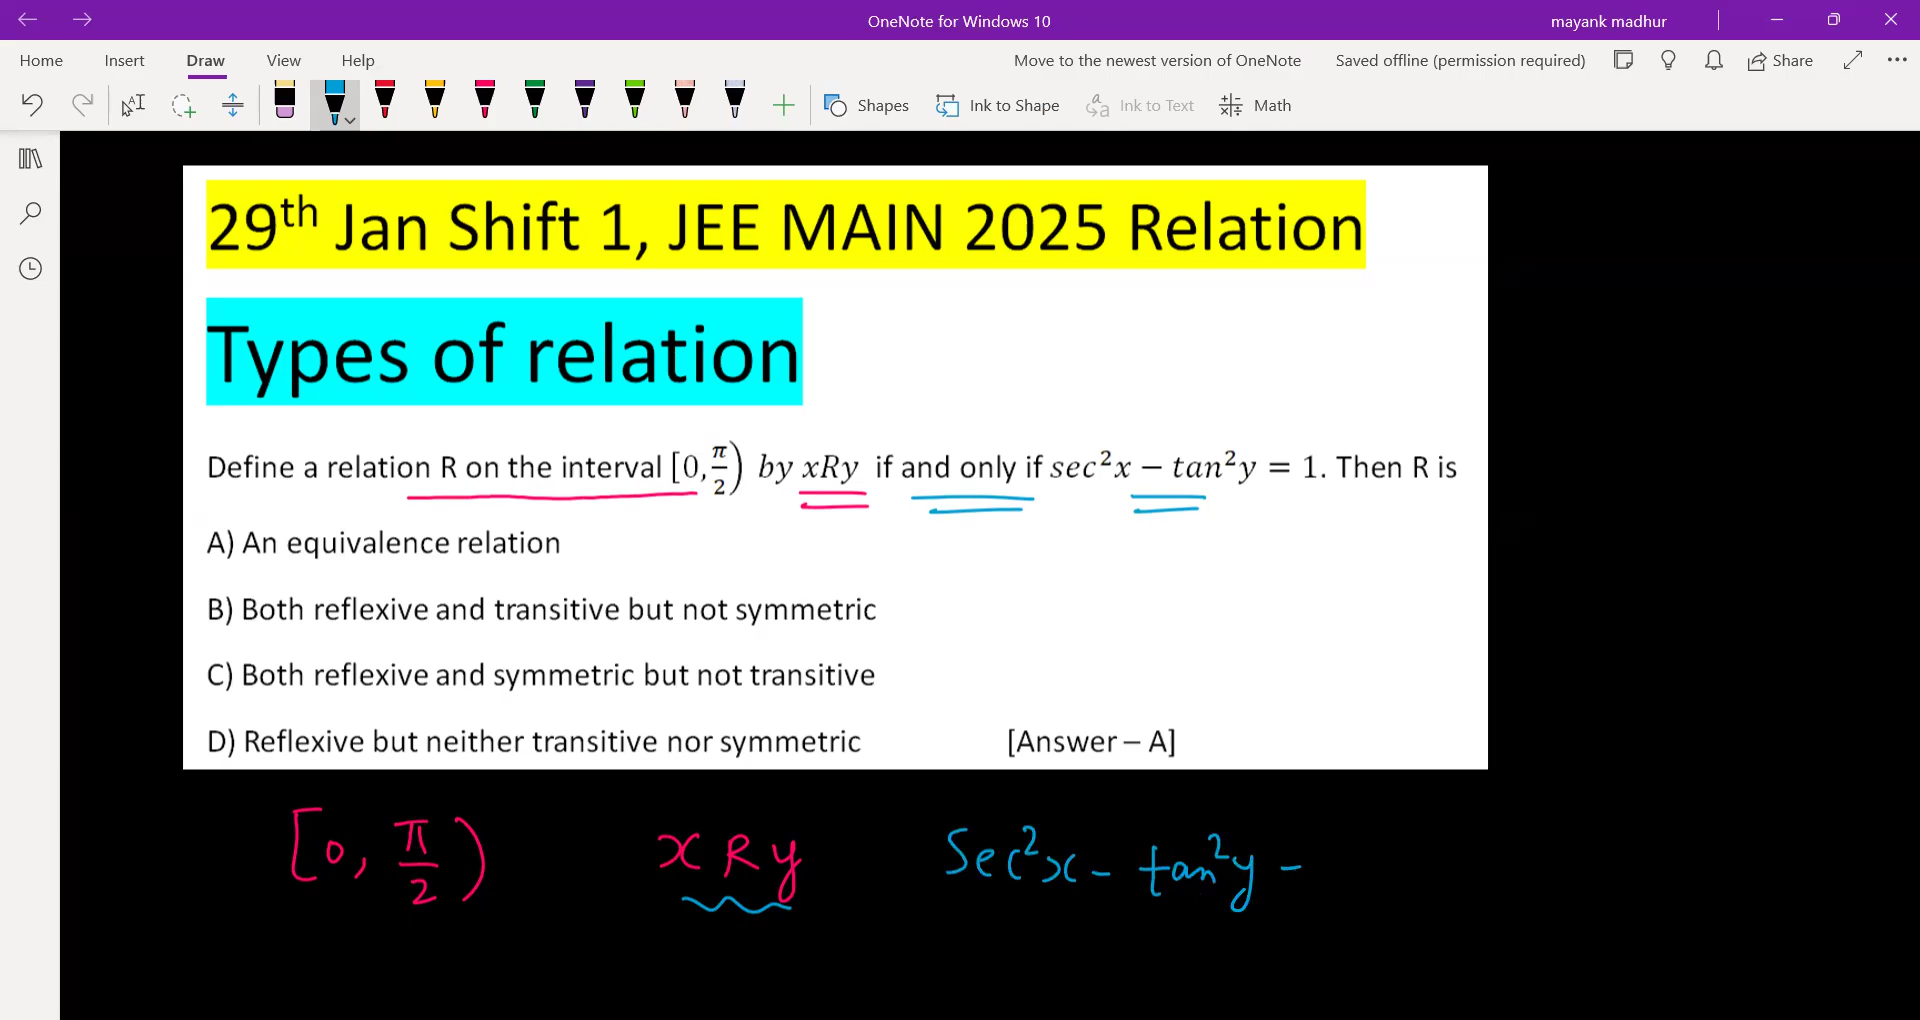 OneNote for Windows 10
mayank madhur
Home Insert Draw View Help
Move to the newest version of OneNote Saved offline (permission required) Share
Shapes Ink to Shape Ink to Text Math
29th Jan Shift 1, JEE MAIN 2025 Relation
Types of relation
Define a relation R on the interval [0, π/2) by xRy if and only if sec²x − tan²y = 1. Then R is
A) An equivalence relation
B) Both reflexive and transitive but not symmetric
C) Both reflexive and symmetric but not transitive
D) Reflexive but neither transitive nor symmetric [Answer – A]
[0, π/2) x R y Sec²x - tan²y -